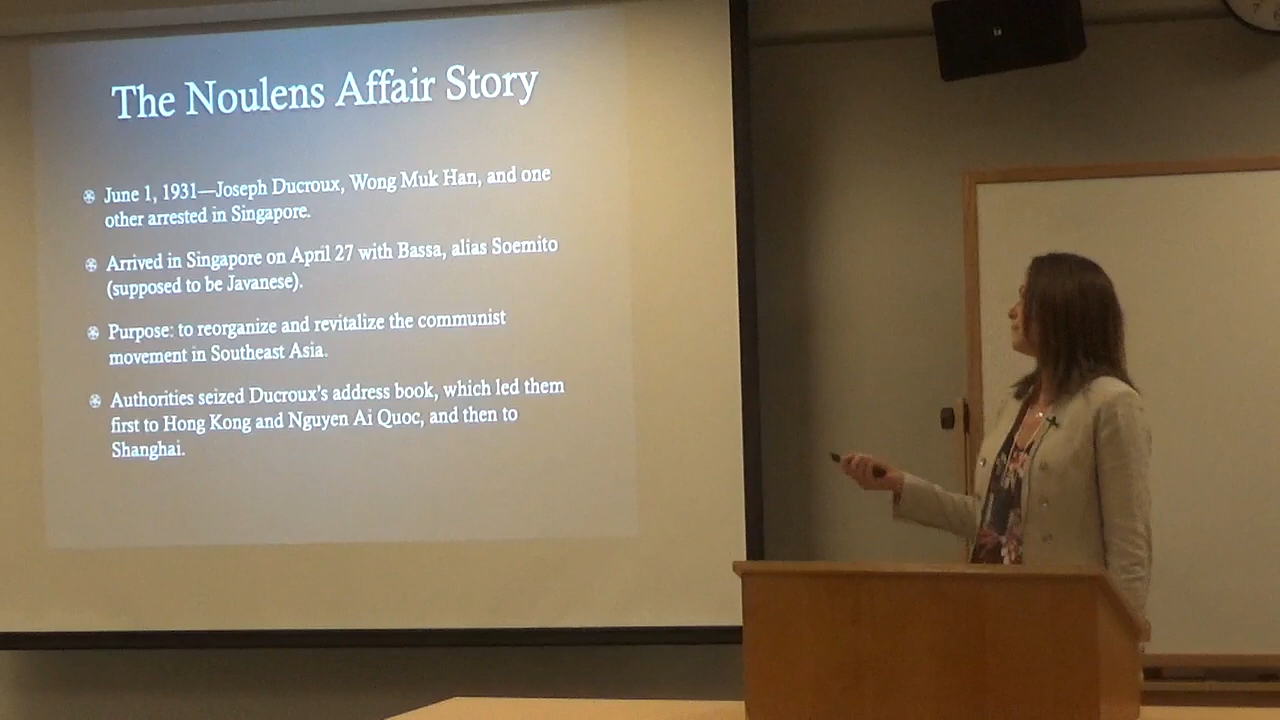 The Noulens Affair Story
June 1, 1931—Joseph Ducroux, Wong Muk Han, and one
other arrested in Singapore.
Arrived in Singapore on April 27 with Bassa, alias Soemito
(supposed to be Javanese).
Purpose: to reorganize and revitalize the communist
movement in Southeast Asia.
Authorities seized Ducroux's address book, which led them
first to Hong Kong and Nguyen Ai Quoc, and then to
Shanghai.